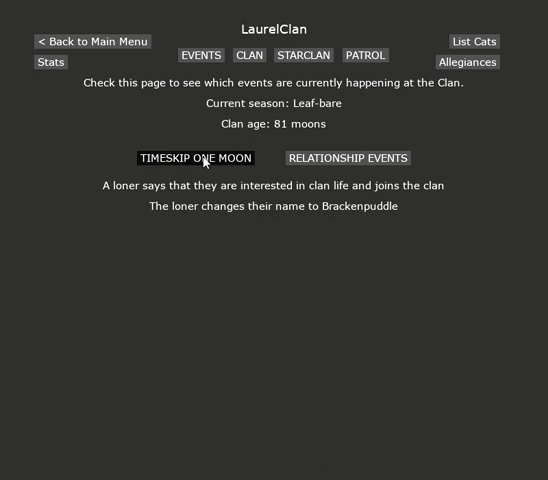 LaurelClan
< Back to Main Menu
List Cats
EVENTS CLAN STARCLAN PATROL
Stats
Allegiances
Check this page to see which events are currently happening at the Clan.
Current season: Leaf-bare
Clan age: 81 moons
TIMESKIP ONE MOON RELATIONSHIP EVENTS
A loner says that they are interested in clan life and joins the clan
The loner changes their name to Brackenpuddle